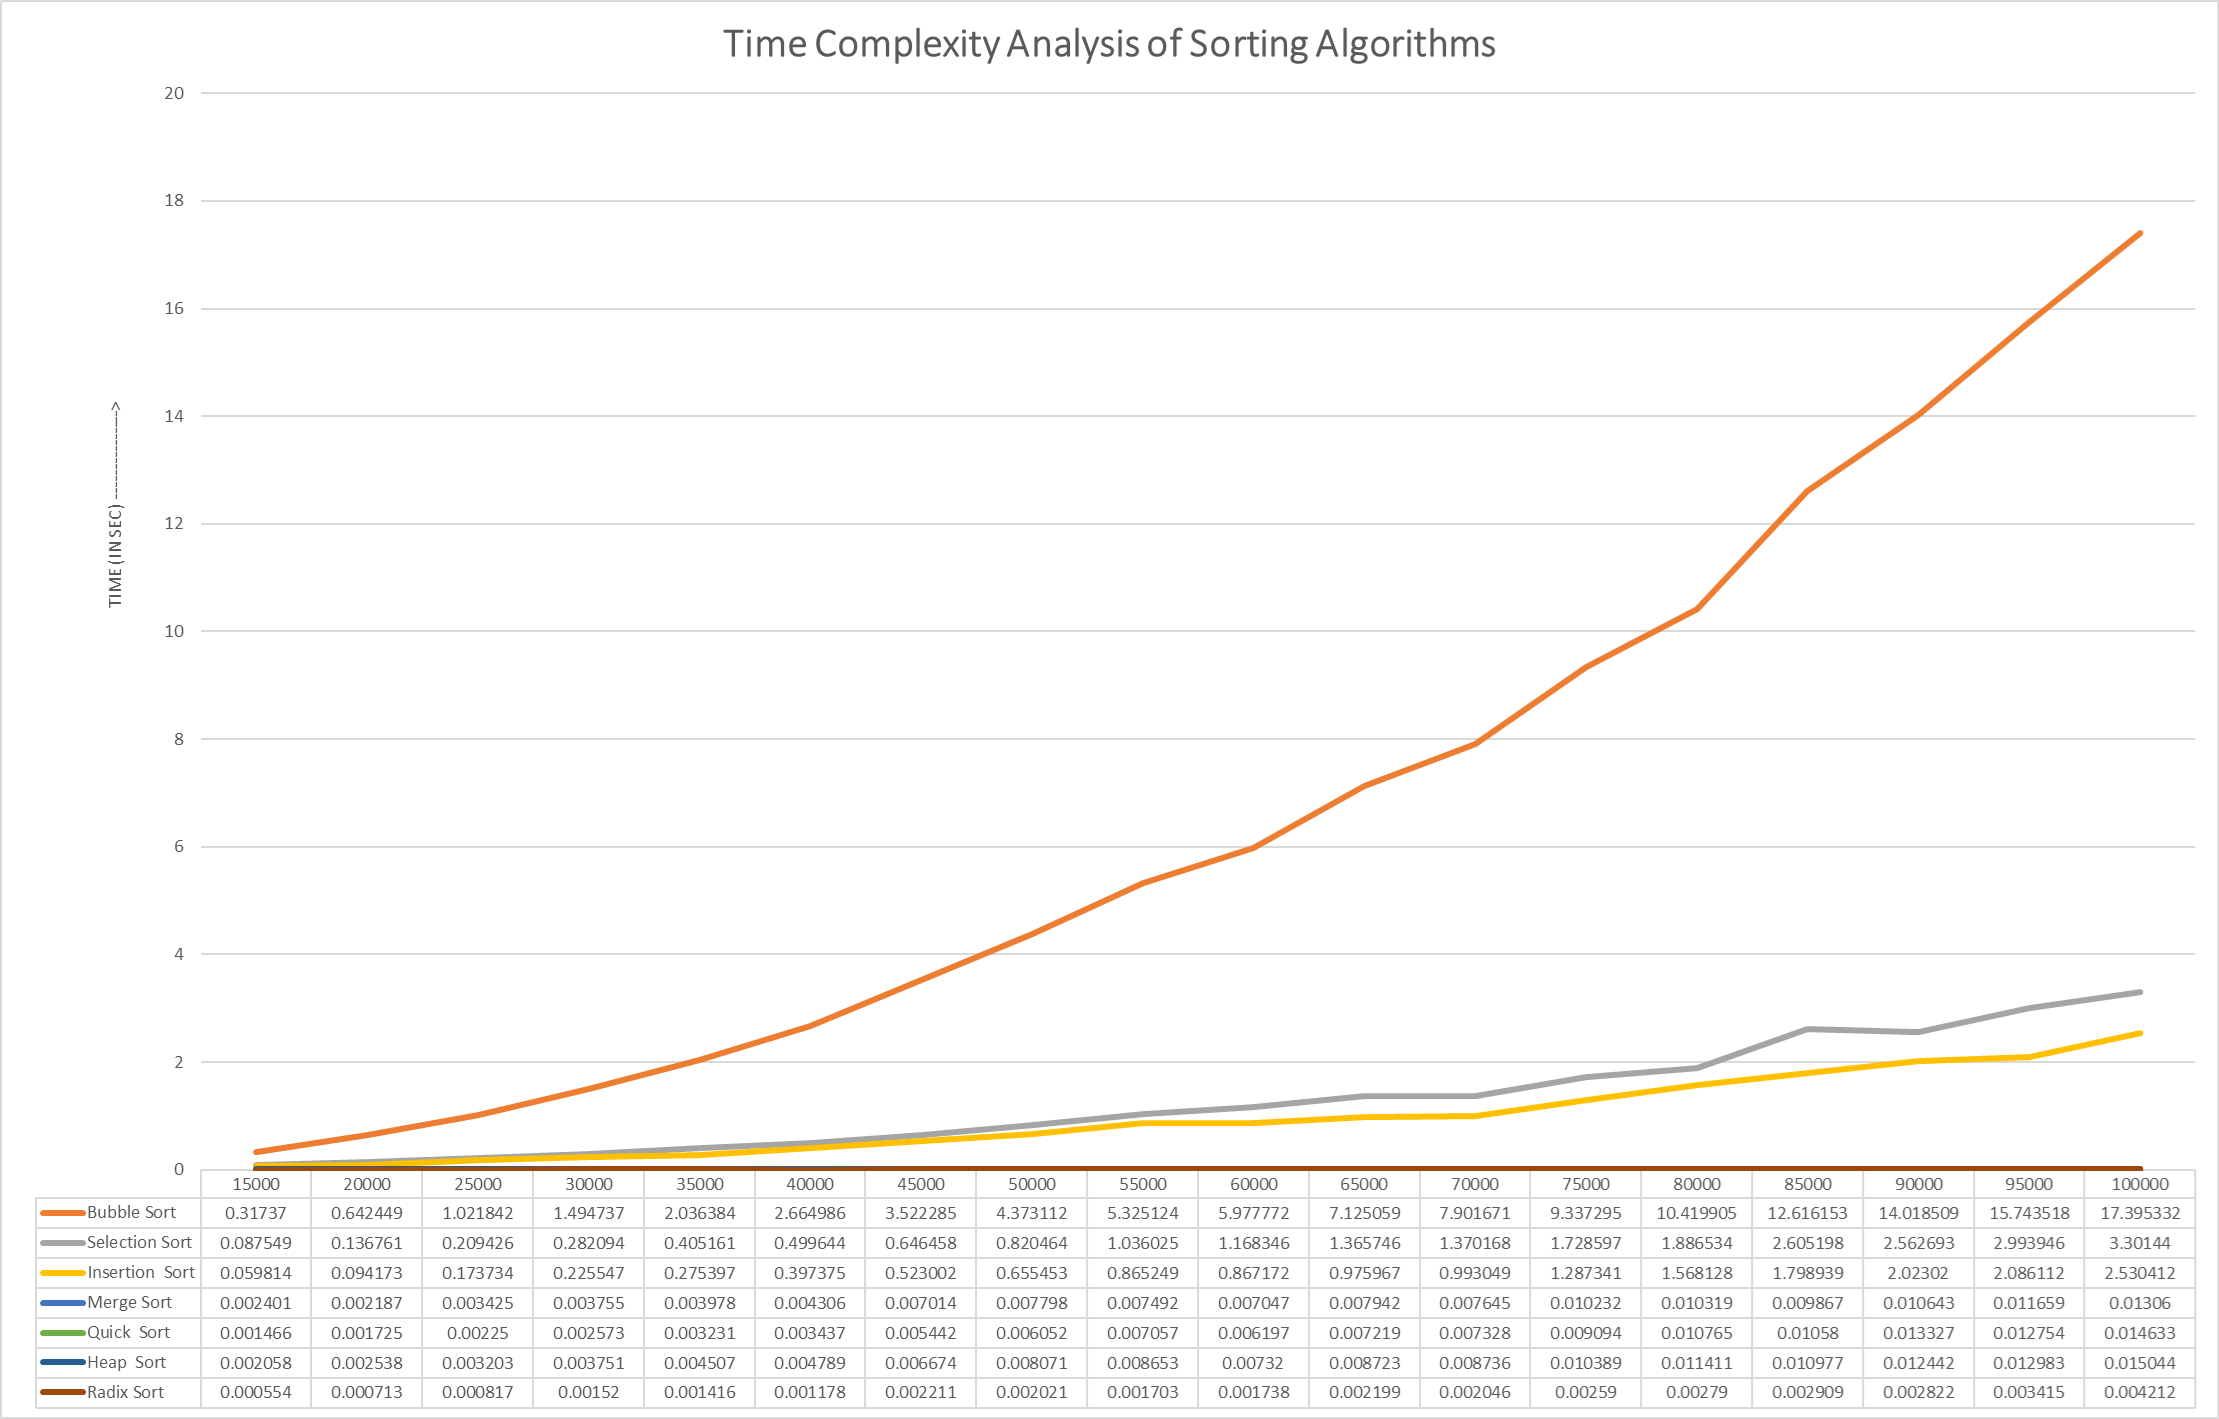 Time Complexity Analysis of Sorting Algorithms
20
18
16
14
12
10
8
6
4
2
0
TIME (IN SEC) ---------------->
15000 20000 25000 30000 35000 40000 45000 50000 55000 60000 65000 70000 75000 80000 85000 90000 95000 100000
Bubble Sort 0.31737 0.642449 1.021842 1.494737 2.036384 2.664986 3.522285 4.373112 5.325124 5.977772 7.125059 7.901671 9.337295 10.419905 12.616153 14.018509 15.743518 17.395332
Selection Sort 0.087549 0.136761 0.209426 0.282094 0.405161 0.499644 0.646458 0.820464 1.036025 1.168346 1.365746 1.370168 1.728597 1.886534 2.605198 2.562693 2.993946 3.30144
Insertion Sort 0.059814 0.094173 0.173734 0.225547 0.275397 0.397375 0.523002 0.655453 0.865249 0.867172 0.975967 0.993049 1.287341 1.568128 1.798939 2.02302 2.086112 2.530412
Merge Sort 0.002401 0.002187 0.003425 0.003755 0.003978 0.004306 0.007014 0.007798 0.007492 0.007047 0.007942 0.007645 0.010232 0.010319 0.009867 0.010643 0.011659 0.01306
Quick Sort 0.001466 0.001725 0.00225 0.002573 0.003231 0.003437 0.005442 0.006052 0.007057 0.006197 0.007219 0.007328 0.009094 0.010765 0.01058 0.013327 0.012754 0.014633
Heap Sort 0.002058 0.002538 0.003203 0.003751 0.004507 0.004789 0.006674 0.008071 0.008653 0.00732 0.008723 0.008736 0.010389 0.011411 0.010977 0.012442 0.012983 0.015044
Radix Sort 0.000554 0.000713 0.000817 0.00152 0.001416 0.001178 0.002211 0.002021 0.001703 0.001738 0.002199 0.002046 0.00259 0.00279 0.002909 0.002822 0.003415 0.004212